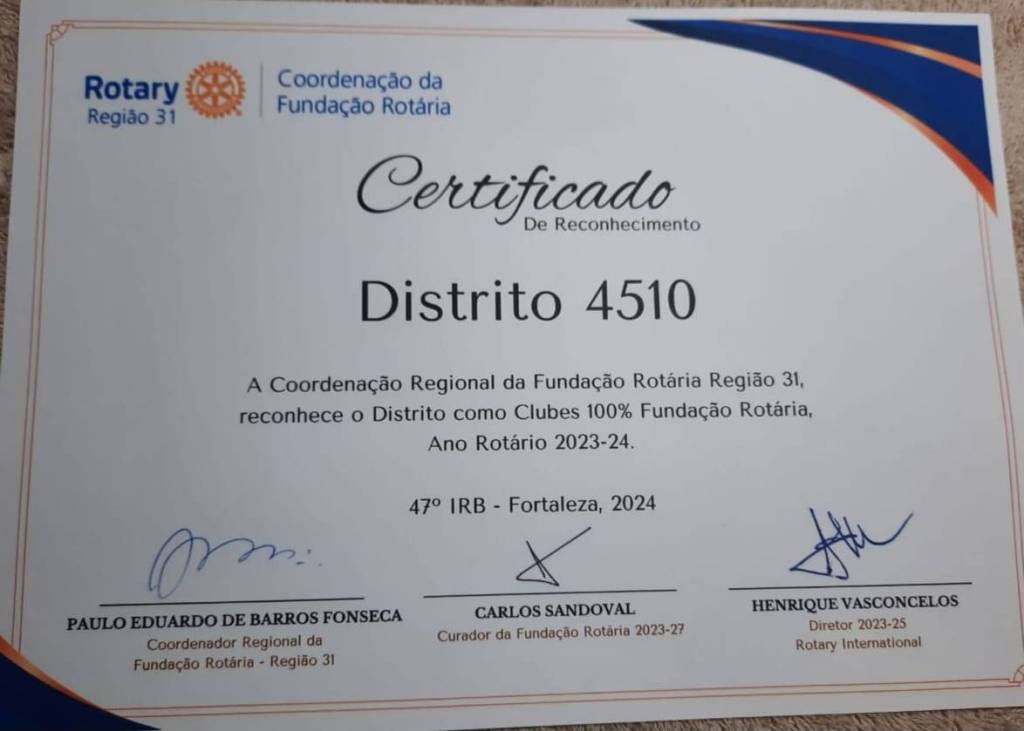 Rotary
Região 31
Coordenação da
Fundação Rotária
Certificado
De Reconhecimento
Distrito 4510
A Coordenação Regional da Fundação Rotária Região 31,
reconhece o Distrito como Clubes 100% Fundação Rotária,
Ano Rotário 2023-24.
47º IRB - Fortaleza, 2024
PAULO EDUARDO DE BARROS FONSECA
Coordenador Regional da
Fundação Rotária - Região 31
CARLOS SANDOVAL
Curador da Fundação Rotária 2023-27
HENRIQUE VASCONCELOS
Diretor 2023-25
Rotary International